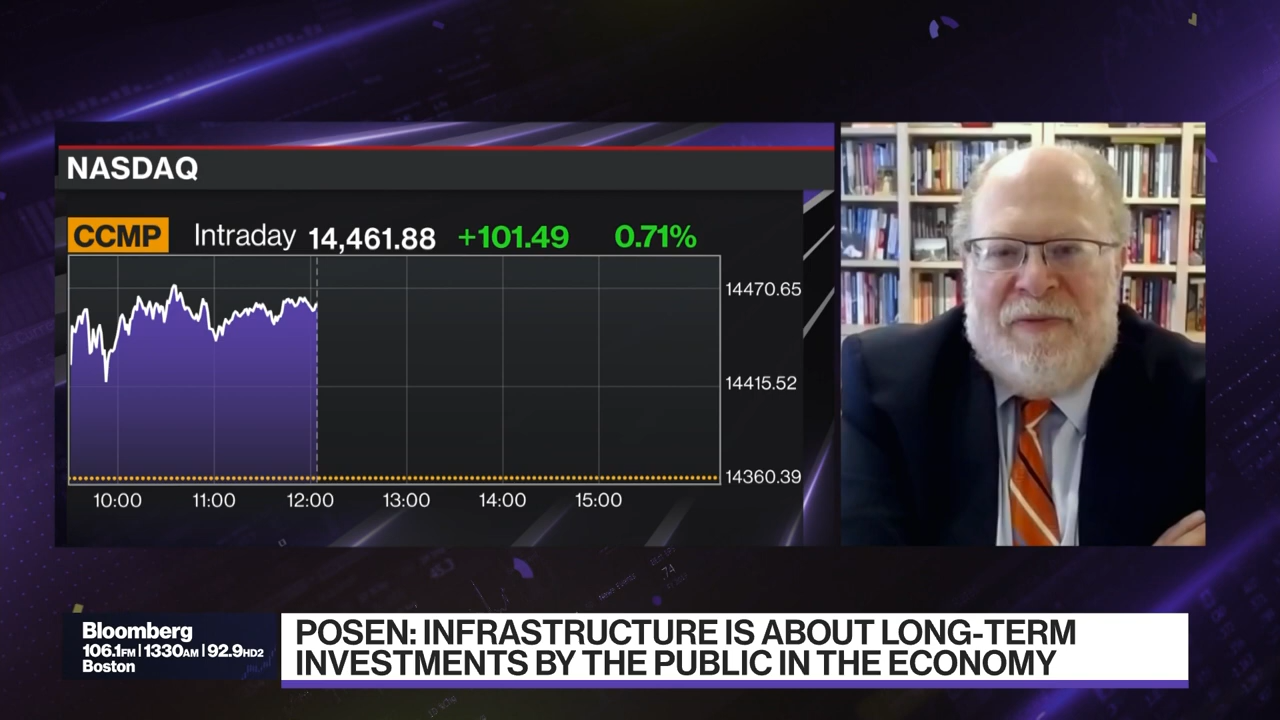 NASDAQ
CCMP Intraday 14,461.88 +101.49 0.71%
14470.65
14415.52
14360.39
10:00 11:00 12:00 13:00 14:00 15:00
Bloomberg
106.1FM | 1330AM | 92.9HD2
Boston
POSEN: INFRASTRUCTURE IS ABOUT LONG-TERM
INVESTMENTS BY THE PUBLIC IN THE ECONOMY